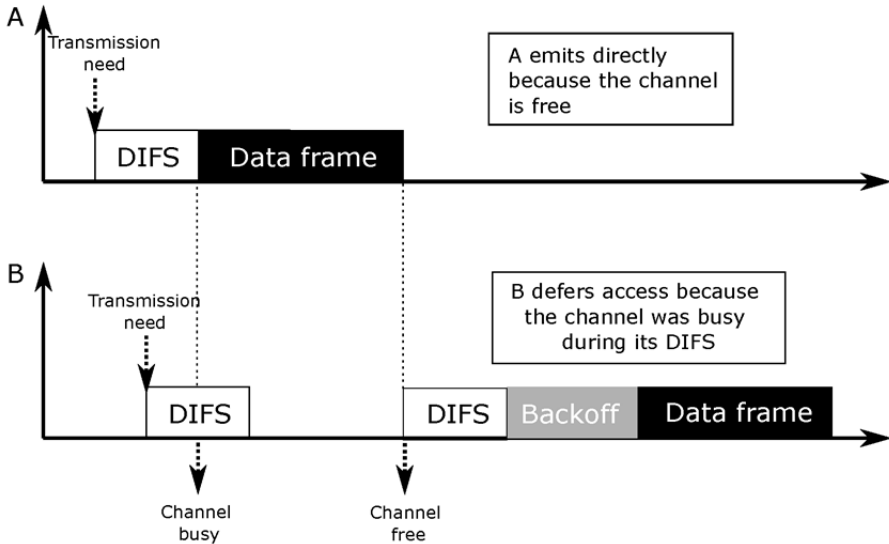 A
Transmission
need
A emits directly
because the channel
is free
DIFS
Data frame
B
Transmission
need
B defers access because
the channel was busy
during its DIFS
DIFS
DIFS
Backoff
Data frame
Channel
busy
Channel
free